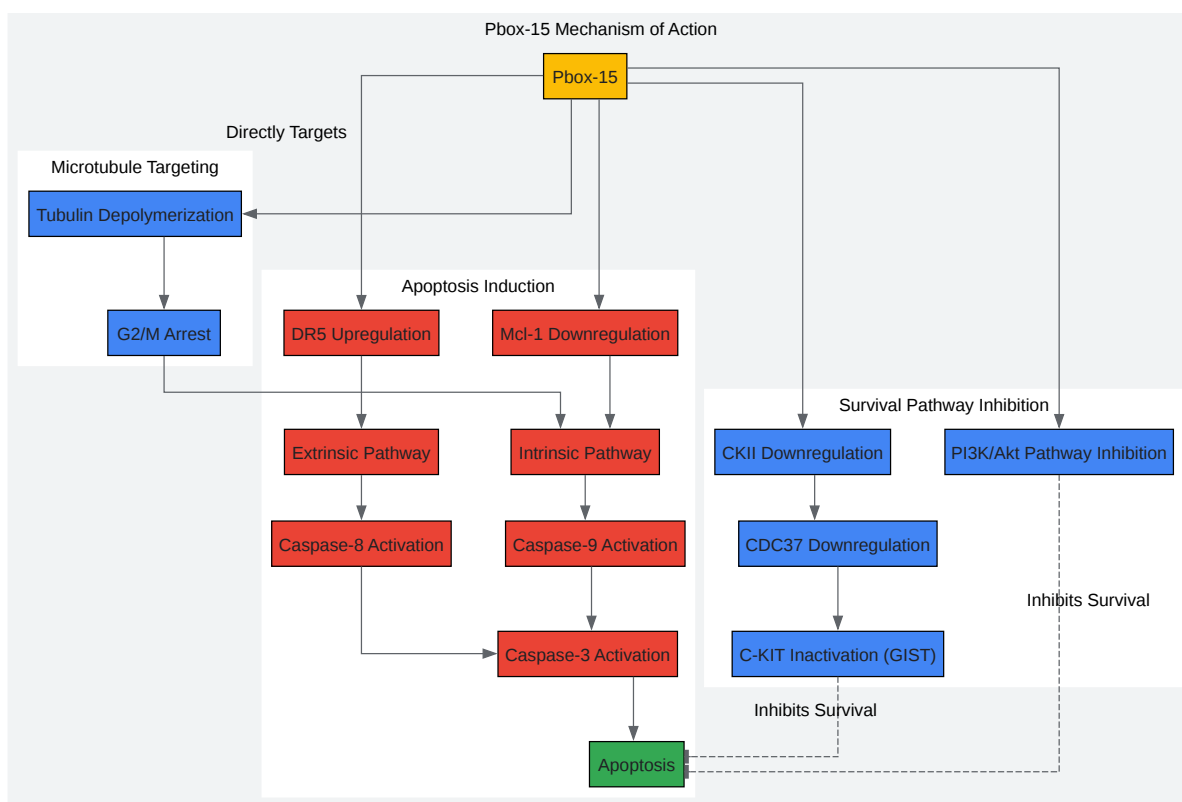 Pbox-15 Mechanism of Action
Pbox-15
Directly Targets
Microtubule Targeting
Tubulin Depolymerization
G2/M Arrest
Apoptosis Induction
DR5 Upregulation
Mcl-1 Downregulation
Extrinsic Pathway
Intrinsic Pathway
Caspase-8 Activation
Caspase-9 Activation
Caspase-3 Activation
Apoptosis
Survival Pathway Inhibition
CKII Downregulation
PI3K/Akt Pathway Inhibition
CDC37 Downregulation
C-KIT Inactivation (GIST)
Inhibits Survival
Inhibits Survival